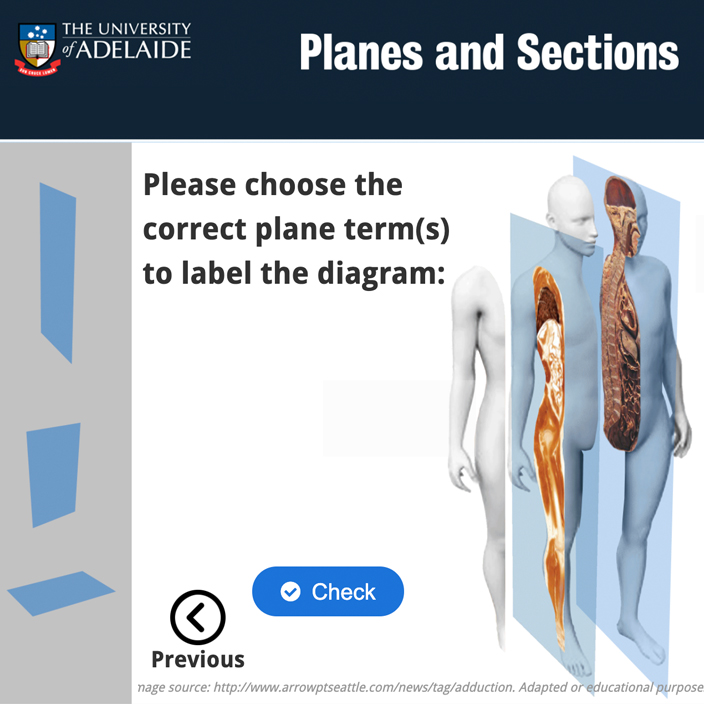 THE UNIVERSITY
of ADELAIDE
Planes and Sections
Please choose the
correct plane term(s)
to label the diagram:
Check
Previous
mage source: http://www.arrowptseattle.com/news/tag/adduction. Adapted or educational purpose